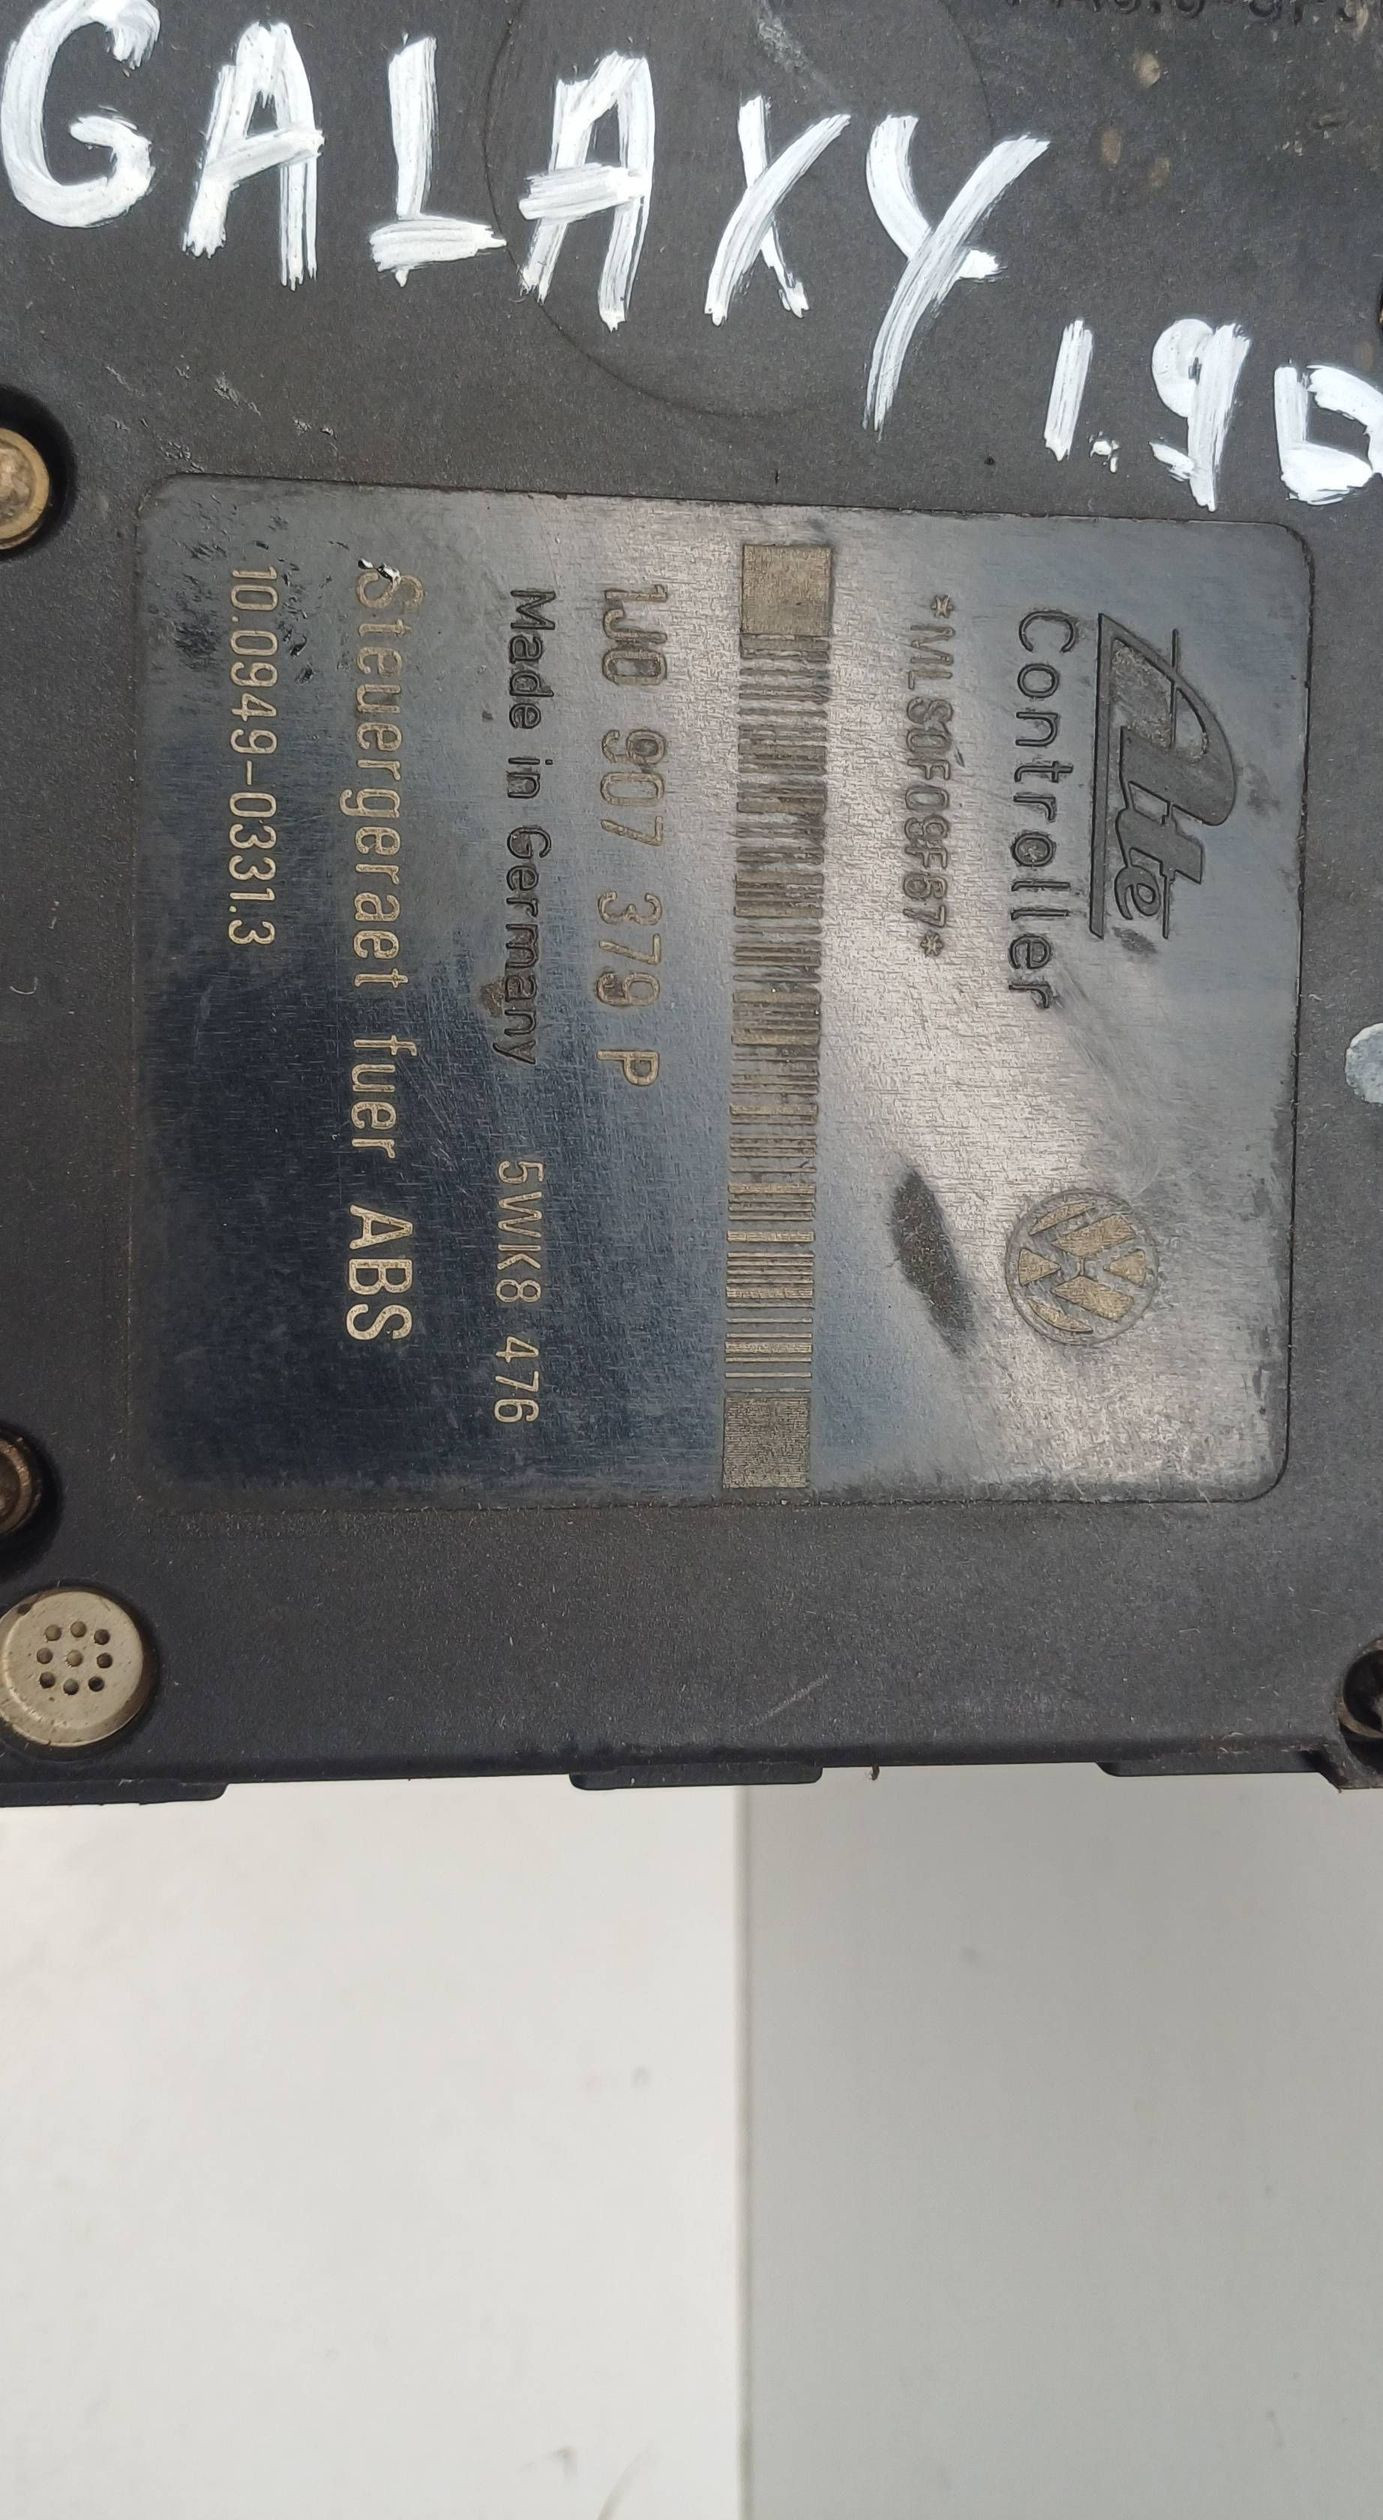 GALAXY 1.9D
Ate
Controller
*MLS0F09F67*
1J0 907 379 P
Made in Germany 5WK8 476
Steuergeraet fuer ABS
10.0949-0331.3